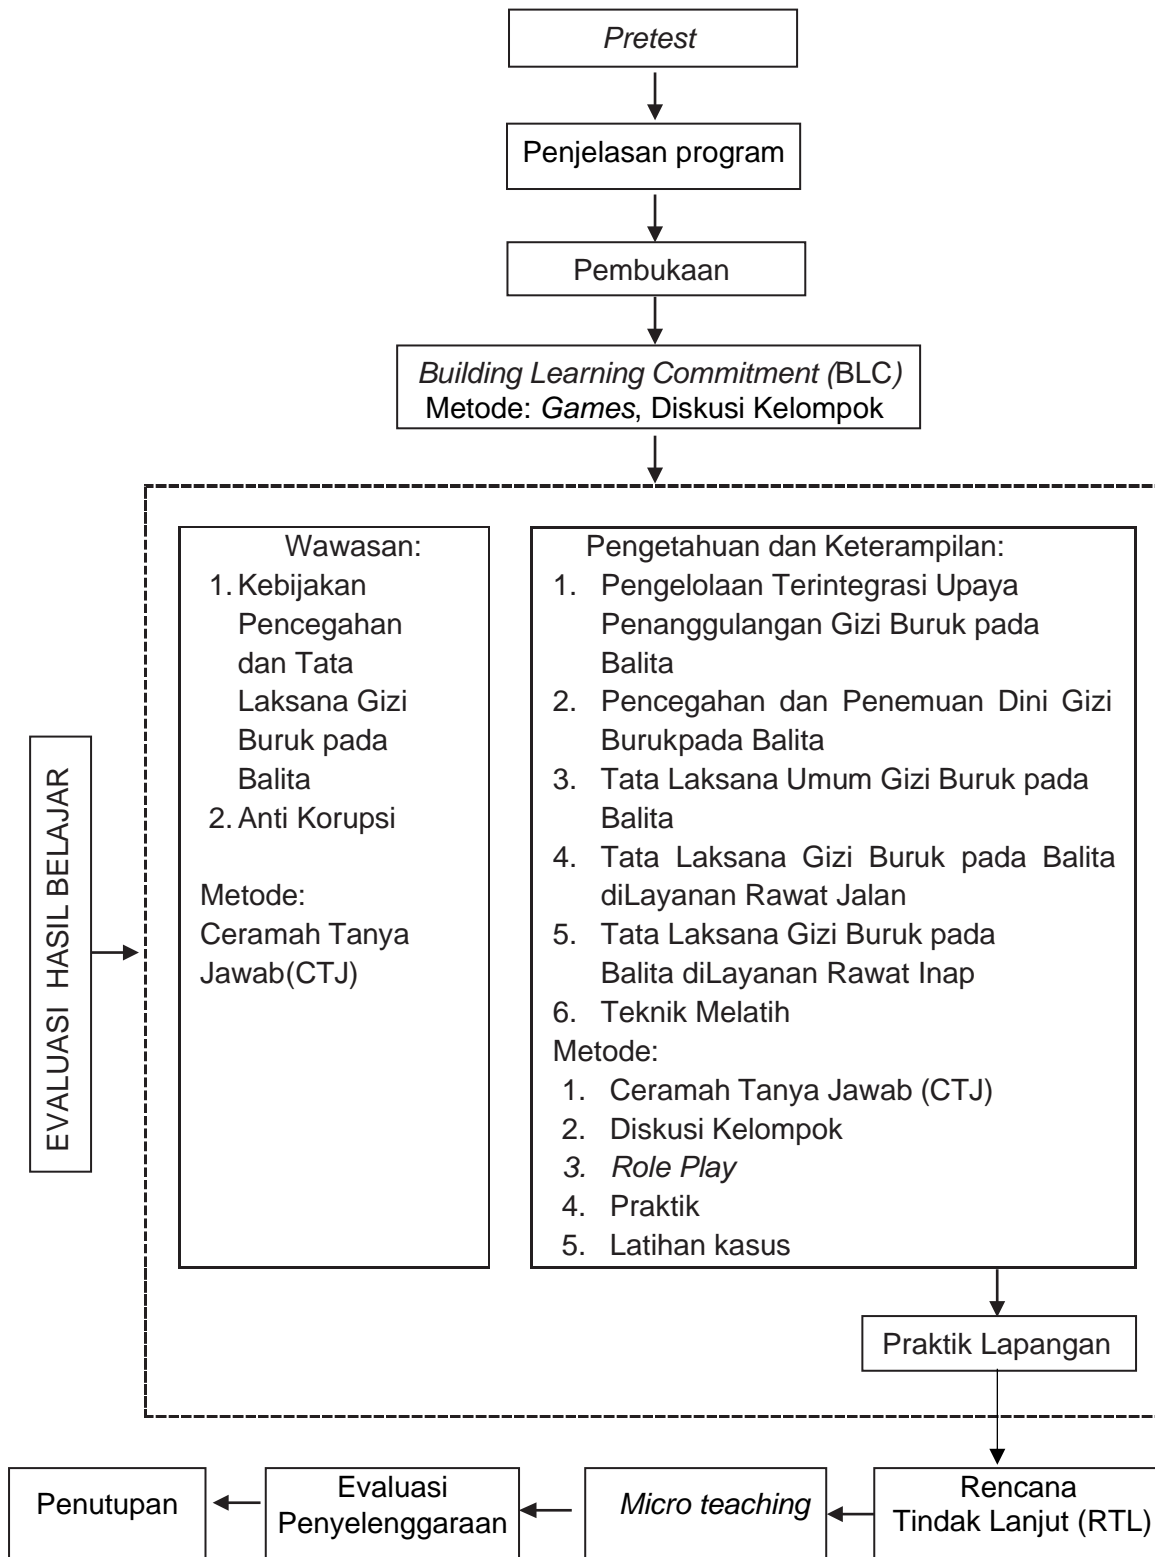 Pretest
Penjelasan program
Pembukaan
Building Learning Commitment (BLC)
Metode: Games, Diskusi Kelompok
EVALUASI HASIL BELAJAR
Wawasan:
1. Kebijakan
Pencegahan
dan Tata
Laksana Gizi
Buruk pada
Balita
2. Anti Korupsi
Metode:
Ceramah Tanya
Jawab(CTJ)
Pengetahuan dan Keterampilan:
1. Pengelolaan Terintegrasi Upaya
Penanggulangan Gizi Buruk pada
Balita
2. Pencegahan dan Penemuan Dini Gizi
Burukpada Balita
3. Tata Laksana Umum Gizi Buruk pada
Balita
4. Tata Laksana Gizi Buruk pada Balita
diLayanan Rawat Jalan
5. Tata Laksana Gizi Buruk pada
Balita diLayanan Rawat Inap
6. Teknik Melatih
Metode:
1. Ceramah Tanya Jawab (CTJ)
2. Diskusi Kelompok
3. Role Play
4. Praktik
5. Latihan kasus
Praktik Lapangan
Rencana
Tindak Lanjut (RTL)
Micro teaching
Evaluasi
Penyelenggaraan
Penutupan